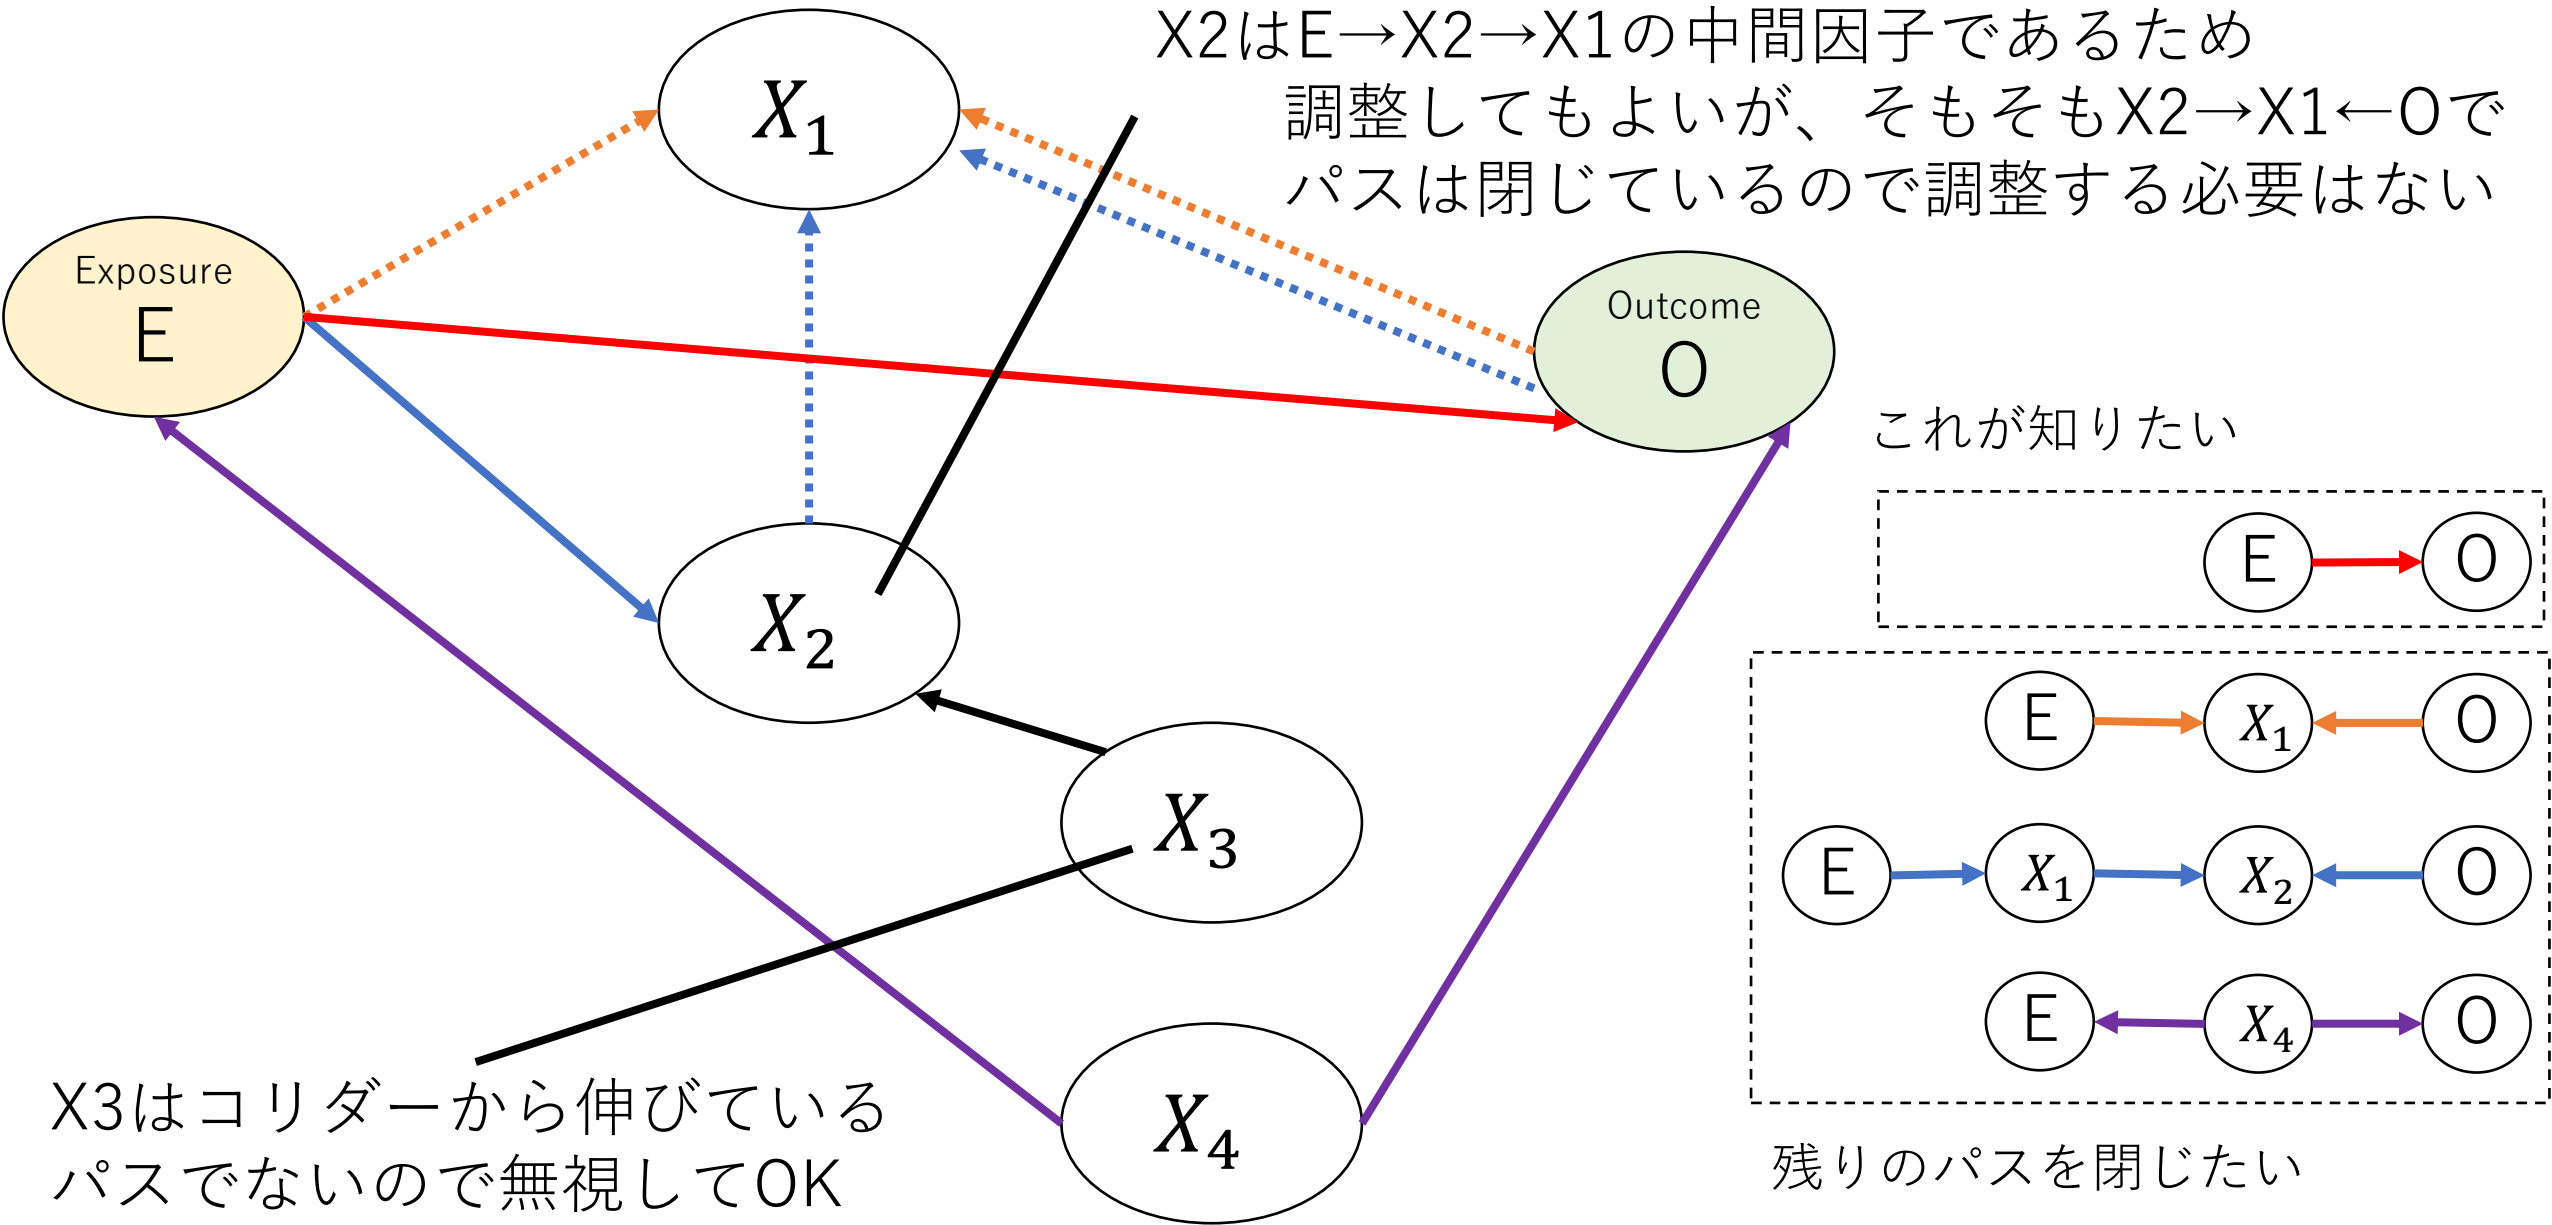 X2はE→X2→X1の中間因子であるため
調整してもよいが、そもそもX2→X1←Oで
パスは閉じているので調整する必要はない
X₁
Exposure
E
Outcome
O
これが知りたい
E O
X₂
E X₁ O
X₃
E X₁ X₂ O
E X₄ O
X₄
X3はコリダーから伸びている
パスでないので無視してOK
残りのパスを閉じたい